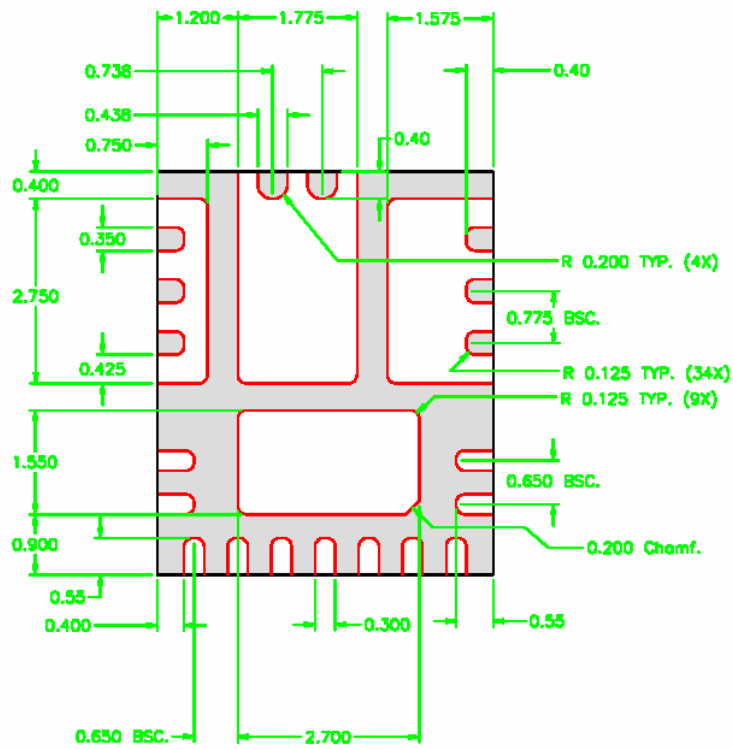 1.200
1.775
1.575
0.738
0.40
0.438
0.750
0.40
0.400
0.350
R 0.200 TYP. (4X)
2.750
0.775 BSC.
0.425
R 0.125 TYP. (34X)
R 0.125 TYP. (9X)
1.550
0.650 BSC.
0.900
0.200 Chamf.
0.55
0.400
0.300
0.55
0.650 BSC.
2.700